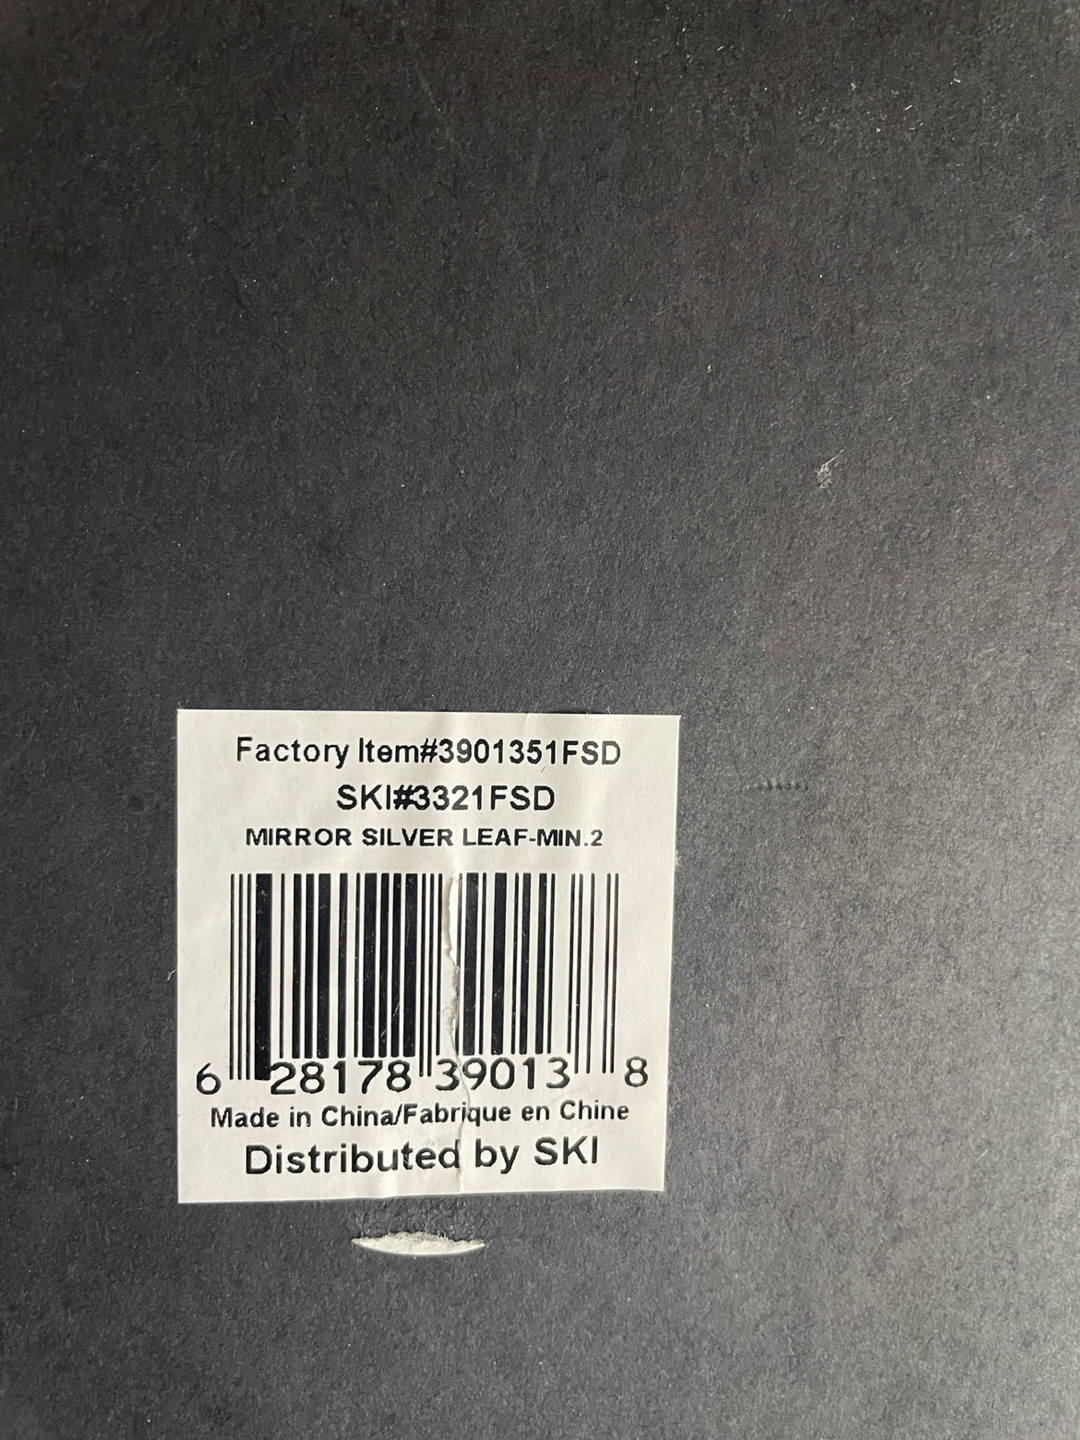 Factory Item#3901351FSD
SKI#3321FSD
MIRROR SILVER LEAF-MIN.2
6 28178 39013 8
Made in China/Fabrique en Chine
Distributed by SKI